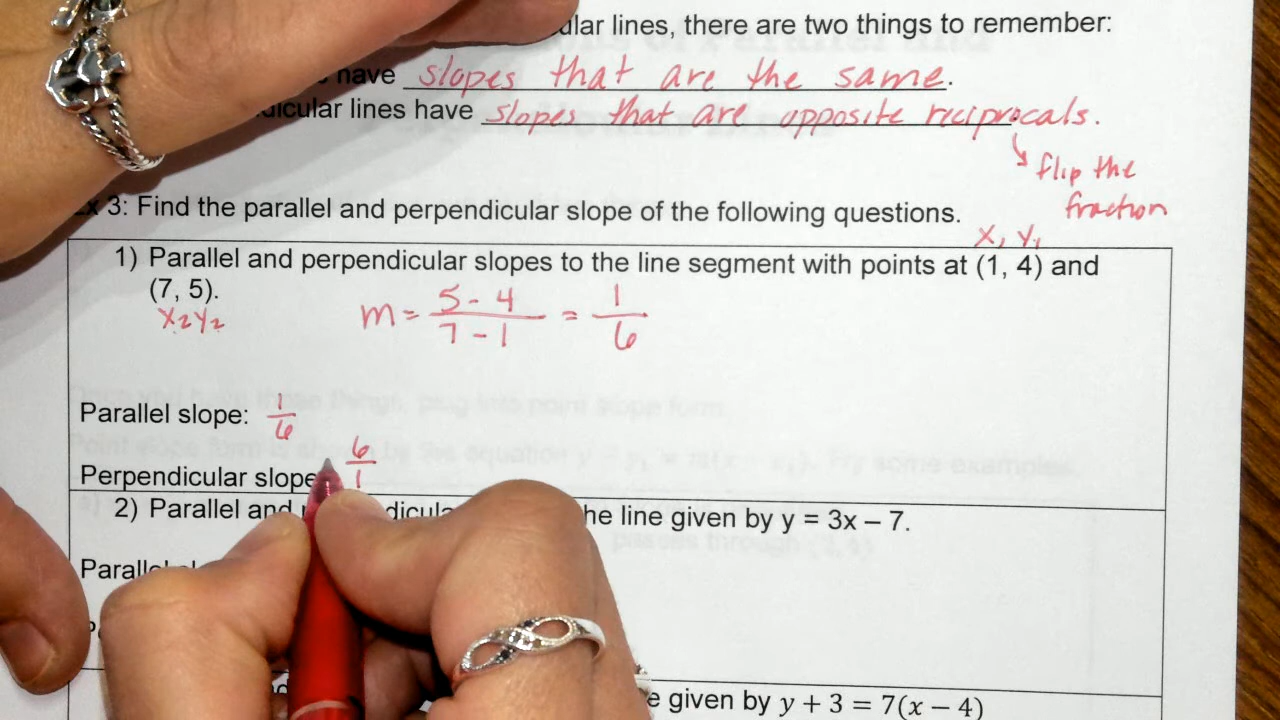 lines, there are two things to remember:
have slopes that are the same.
lines have slopes that are opposite reciprocals.
↳ flip the
fraction
3: Find the parallel and perpendicular slope of the following questions.
x₁ y₁
1) Parallel and perpendicular slopes to the line segment with points at (1, 4) and
(7, 5).
x₂ y₂
m = (5 - 4)/(7 - 1) = 1/6
Parallel slope: 1/6
Perpendicular slope 6/1
2) Parallel and the line given by y = 3x – 7.
given by y + 3 = 7(x − 4)